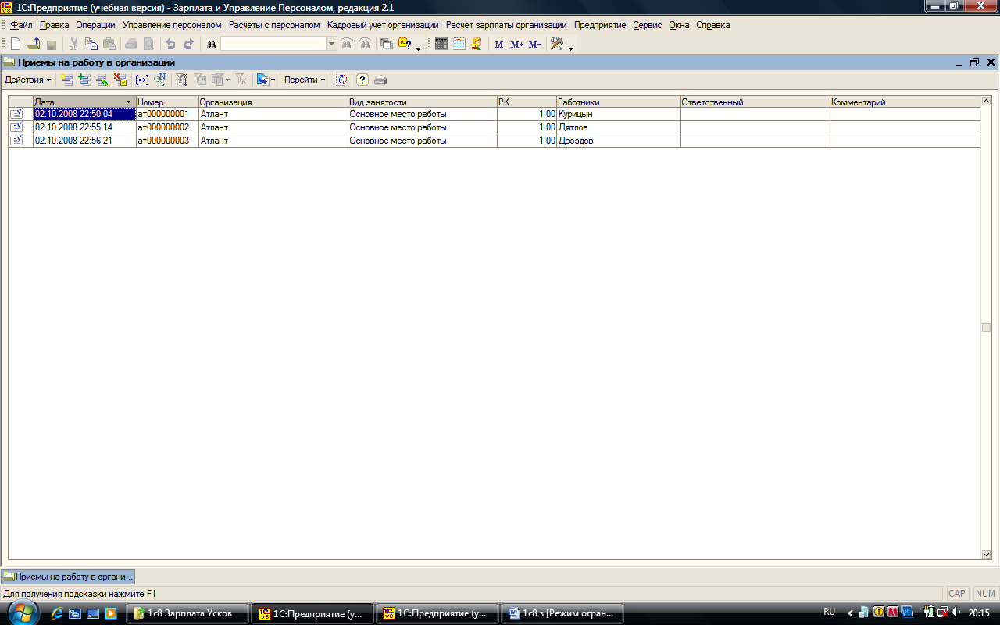 1С:Предприятие (учебная версия) - Зарплата и Управление Персоналом, редакция 2.1
Файл Правка Операции Управление персоналом Расчеты с персоналом Кадровый учет организации Расчет зарплаты организации Предприятие Сервис Окна Справка
M M+ M-
Приемы на работу в организации
Действия Перейти
Дата Номер Организация Вид занятости РК Работники Ответственный Комментарий
02.10.2008 22:50:04 ат000000001 Атлант Основное место работы 1,00 Курицын
02.10.2008 22:55:14 ат000000002 Атлант Основное место работы 1,00 Дятлов
02.10.2008 22:56:21 ат000000003 Атлант Основное место работы 1,00 Дроздов
Приемы на работу в органи...
Для получения подсказки нажмите F1 CAP NUM
1с8 Зарплата Усков 1С:Предприятие (у... 1С:Предприятие (у... 1с8 з [Режим огран... RU 20:15